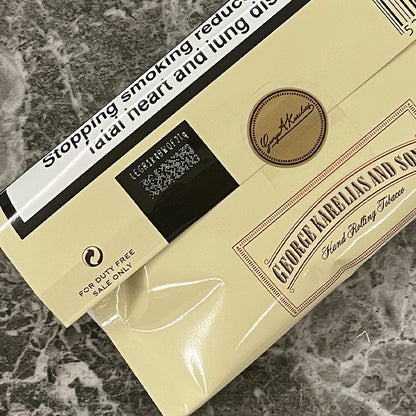 Stopping smoking reduc
fatal heart and lung dis
FOR DUTY FREE
SALE ONLY
GEORGE KARELIAS AND SO
Hand Rolling Tobacco